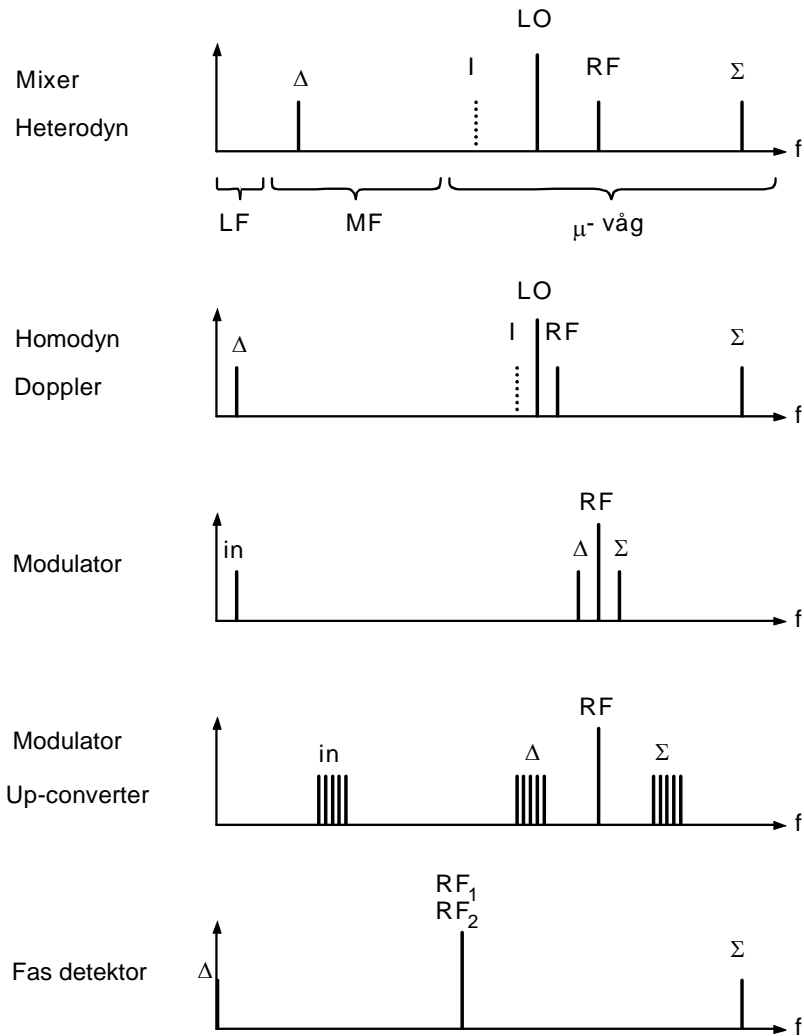 LO
Mixer
Δ
I
RF
Σ
Heterodyn
f
LF
MF
μ- våg
LO
Homodyn
Δ
I
RF
Σ
Doppler
f
RF
Modulator
in
Δ
Σ
f
RF
Modulator
in
Δ
Σ
Up-converter
f
RF1
RF2
Fas detektor
Δ
Σ
f